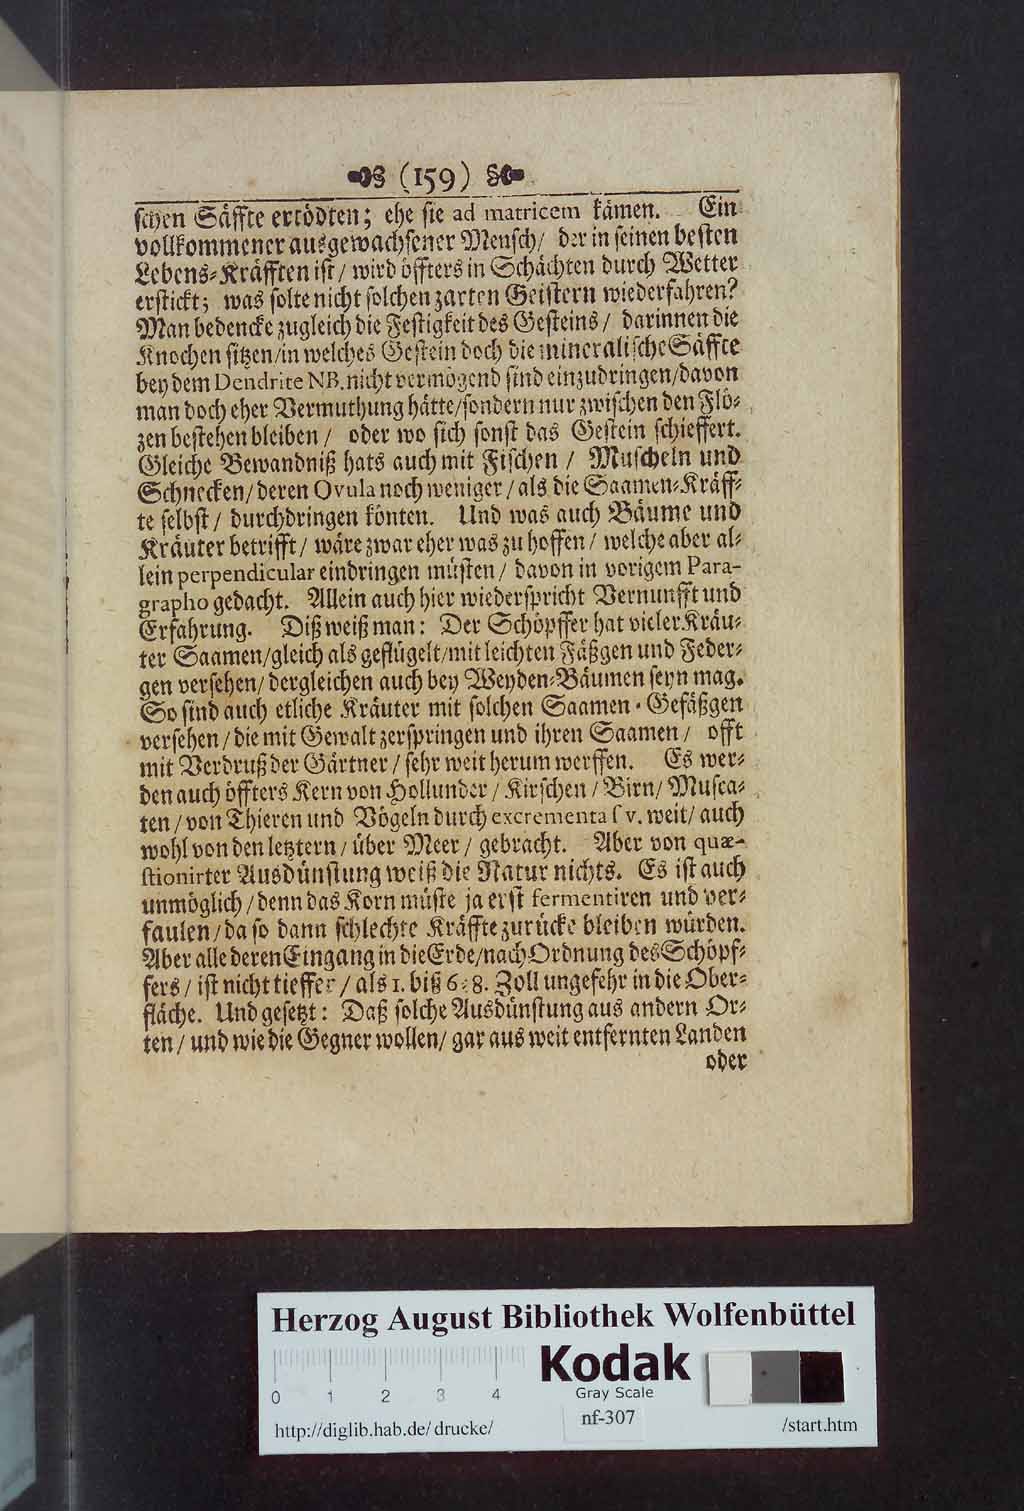 (159)
schen Säffte ertödten; ehe sie ad matricem kämen. Ein
vollkommener ausgewachsener Mensch/ der in seinen besten
Lebens-Kräfften ist/ wird öffters in Schächten durch Wetter
erstickt; was solte nicht solchen zarten Geistern wiederfahren?
Man bedencke zugleich die Festigkeit des Gesteins/ darinnen die
Knochen sitzen/in welches Gestein doch die mineralische Säffte
bey dem Dendrite NB. nicht vermögend sind einzudringen/davon
man doch eher Vermuthung hätte/sondern nur zwischen den Flö-
zen bestehen bleiben/ oder wo sich sonst das Gestein schieffert.
Gleiche Bewandniß hats auch mit Fischen/ Muscheln und
Schnecken/deren Ovula noch weniger/als die Saamen-Kräff-
te selbst/ durchdringen könten. Und was auch Bäume und
Kräuter betrifft/ wäre zwar eher was zu hoffen/ welche aber al-
lein perpendicular eindringen müsten/ davon in vorigem Para-
grapho gedacht. Allein auch hier wiederspricht Vernunfft und
Erfahrung. Diß weiß man: Der Schöpffer hat vieler Kräu-
ter Saamen/gleich als geflügelt/mit leichten Fäßgen und Feder-
gen versehen/ dergleichen auch bey Weyden-Bäumen seyn mag.
So sind auch etliche Kräuter mit solchen Saamen-Gefäßgen
versehen/die mit Gewalt zerspringen und ihren Saamen/ offt
mit Verdruß der Gärtner/sehr weit herum werffen. Es wer-
den auch öffters Kern von Hollunder/Kirschen/Birn/Musca-
ten/von Thieren und Vögeln durch excrementa ſ v. weit/auch
wohl von den letztern/über Meer/gebracht. Aber von quæ-
stionirter Ausdünstung weiß die Natur nichts. Es ist auch
unmöglich/denn das Korn müste ja erst fermentiren und ver-
faulen/da so dann schlechte Kräffte zurücke bleiben würden.
Aber alle deren Eingang in die Erde/nach Ordnung des Schöpf-
fers/ ist nicht tieffer/ als 1. biß 6-8. Zoll ungefehr in die Ober-
fläche. Und gesetzt: Daß solche Ausdünstung aus andern Or-
ten/ und wie die Gegner wollen/ gar aus weit entfernten Landen
oder
Herzog August Bibliothek Wolfenbüttel
0 1 2 3 4
Kodak
Gray Scale
nf-307
http://diglib.hab.de/drucke/
/start.htm